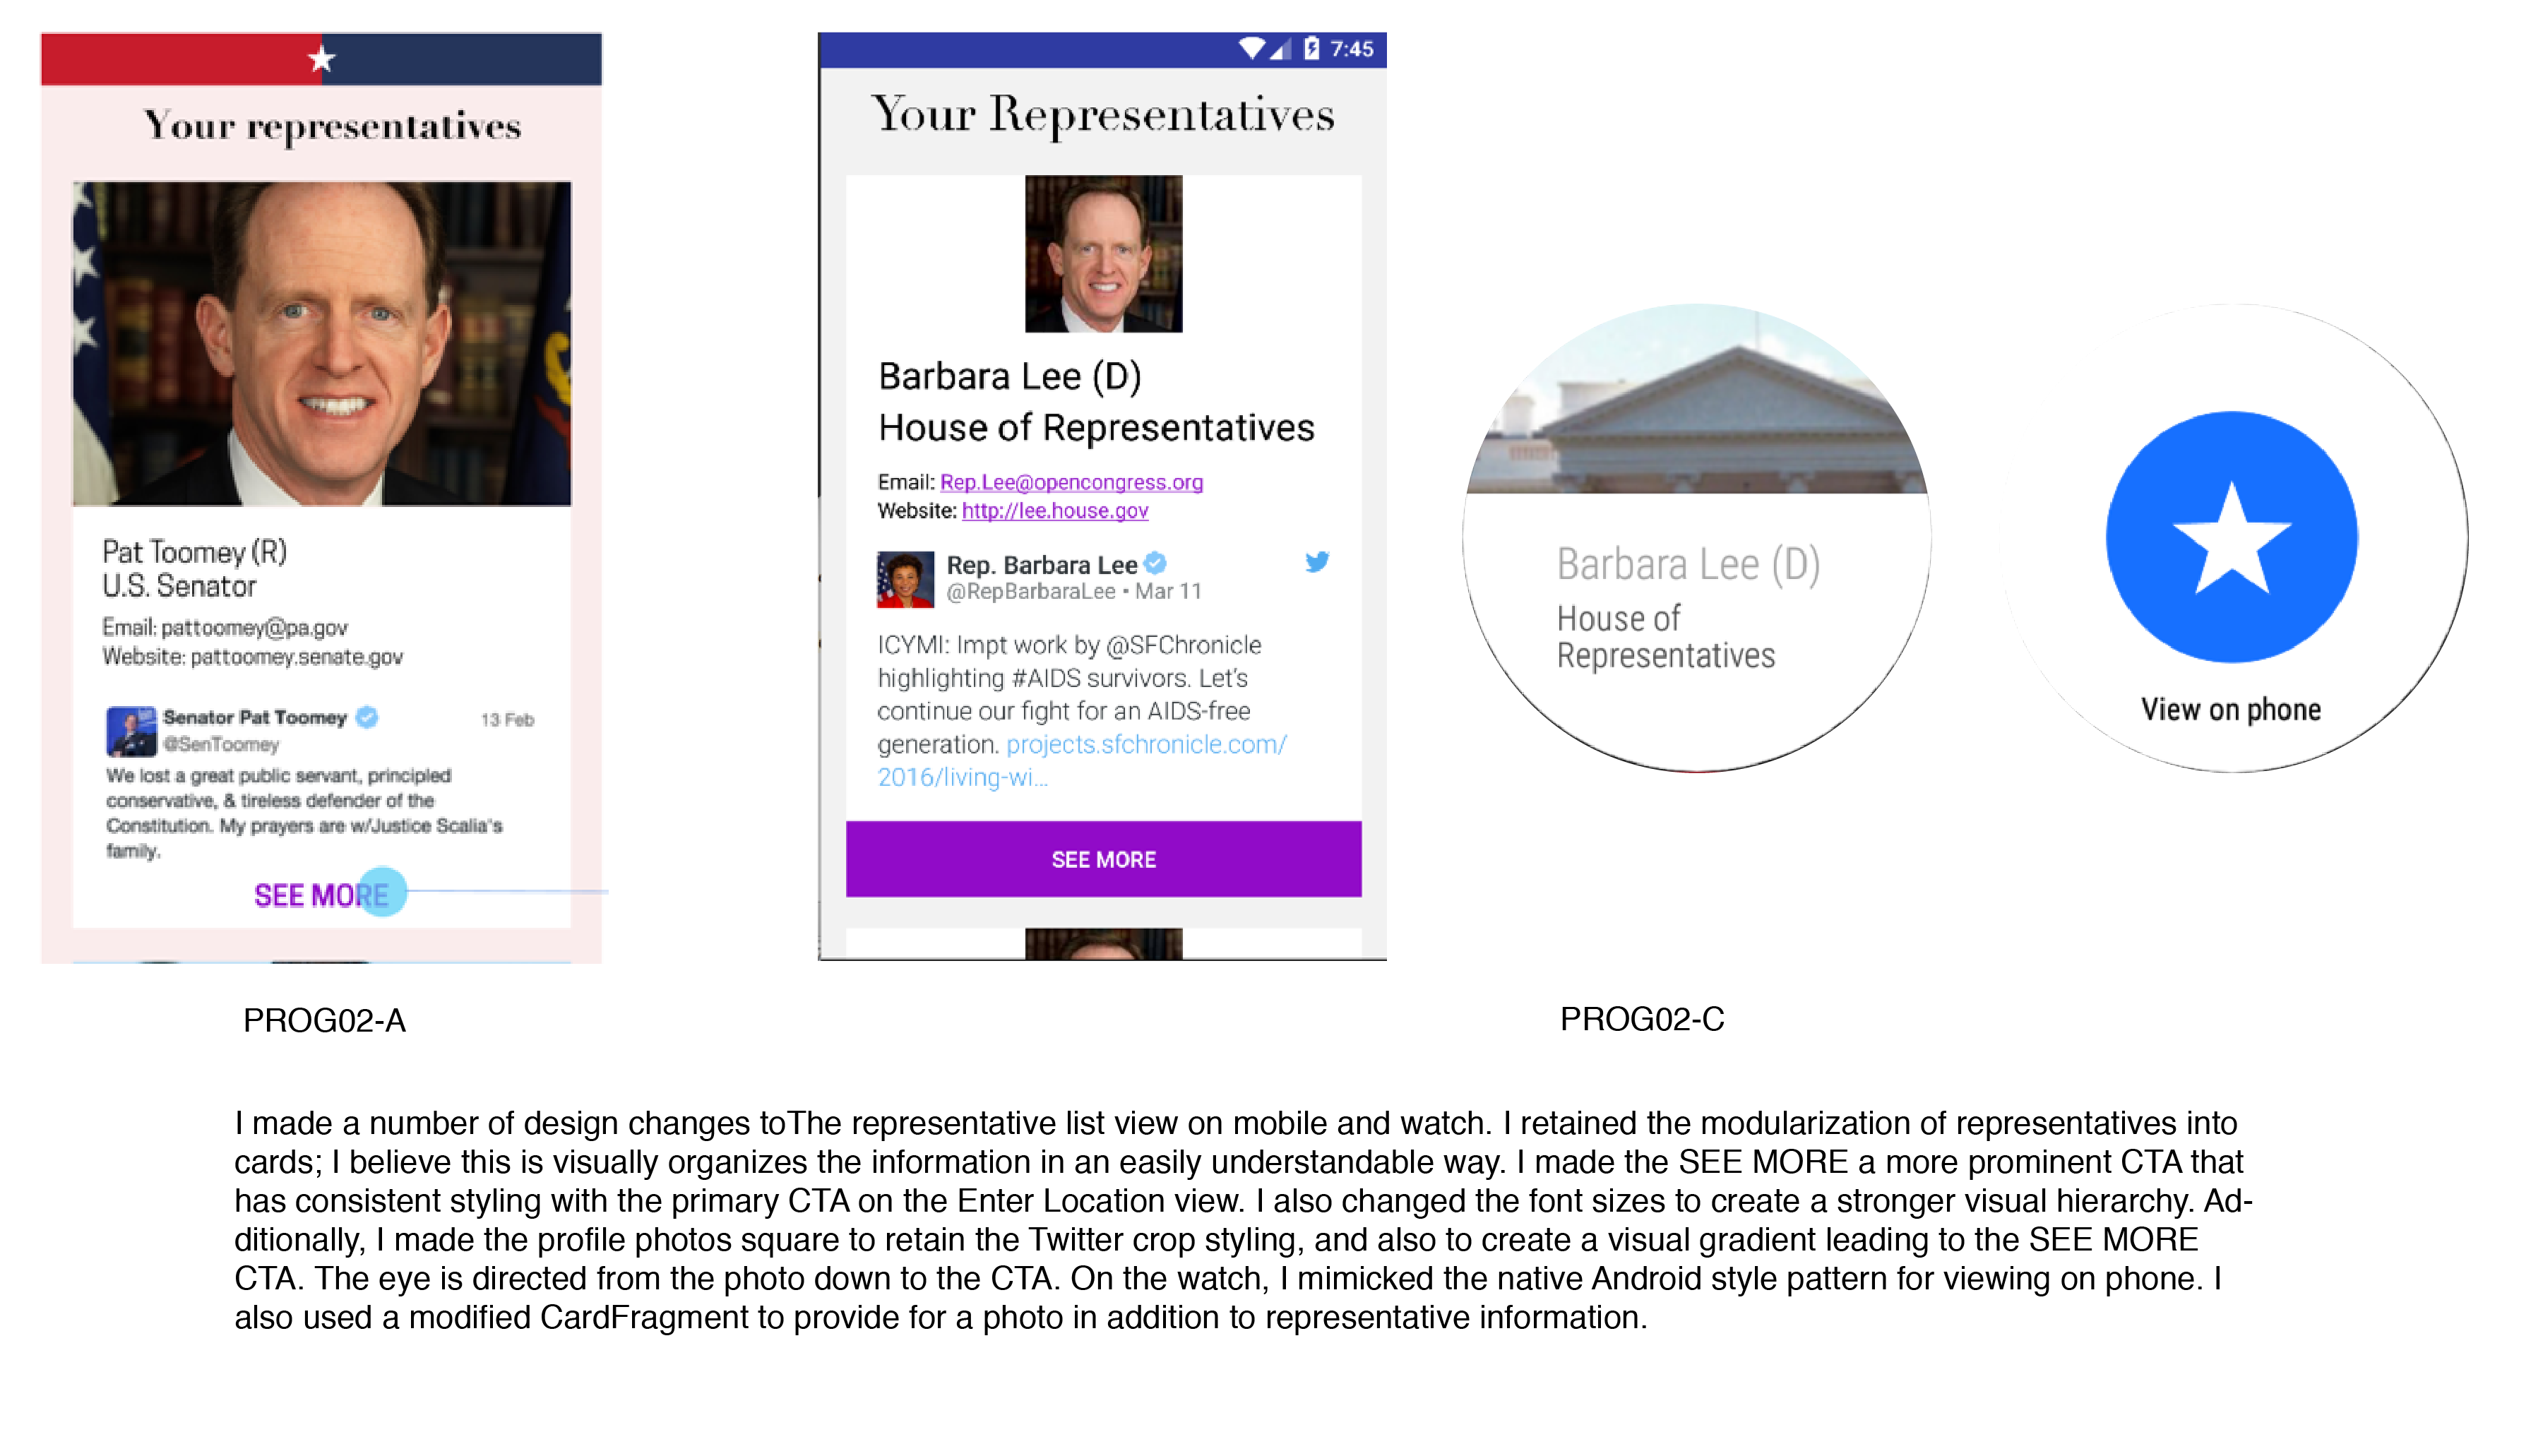 Your representatives
Pat Toomey (R)
U.S. Senator
Email: pattoomey@pa.gov
Website: pattoomey.senate.gov
Senator Pat Toomey
13 Feb
@SenToomey
We lost a great public servant, principled
conservative, & tireless defender of the
Constitution. My prayers are w/Justice Scalia's
family.
SEE MORE
PROG02-A
7:45
Your Representatives
Barbara Lee (D)
House of Representatives
Email: Rep.Lee@opencongress.org
Website: http://lee.house.gov
Rep. Barbara Lee
@RepBarbaraLee • Mar 11
ICYMI: Impt work by @SFChronicle
highlighting #AIDS survivors. Let's
continue our fight for an AIDS-free
generation. projects.sfchronicle.com/
2016/living-wi...
SEE MORE
Barbara Lee (D)
House of
Representatives
View on phone
PROG02-C
I made a number of design changes toThe representative list view on mobile and watch. I retained the modularization of representatives into
cards; I believe this is visually organizes the information in an easily understandable way. I made the SEE MORE a more prominent CTA that
has consistent styling with the primary CTA on the Enter Location view. I also changed the font sizes to create a stronger visual hierarchy. Ad-
ditionally, I made the profile photos square to retain the Twitter crop styling, and also to create a visual gradient leading to the SEE MORE
CTA. The eye is directed from the photo down to the CTA. On the watch, I mimicked the native Android style pattern for viewing on phone. I
also used a modified CardFragment to provide for a photo in addition to representative information.